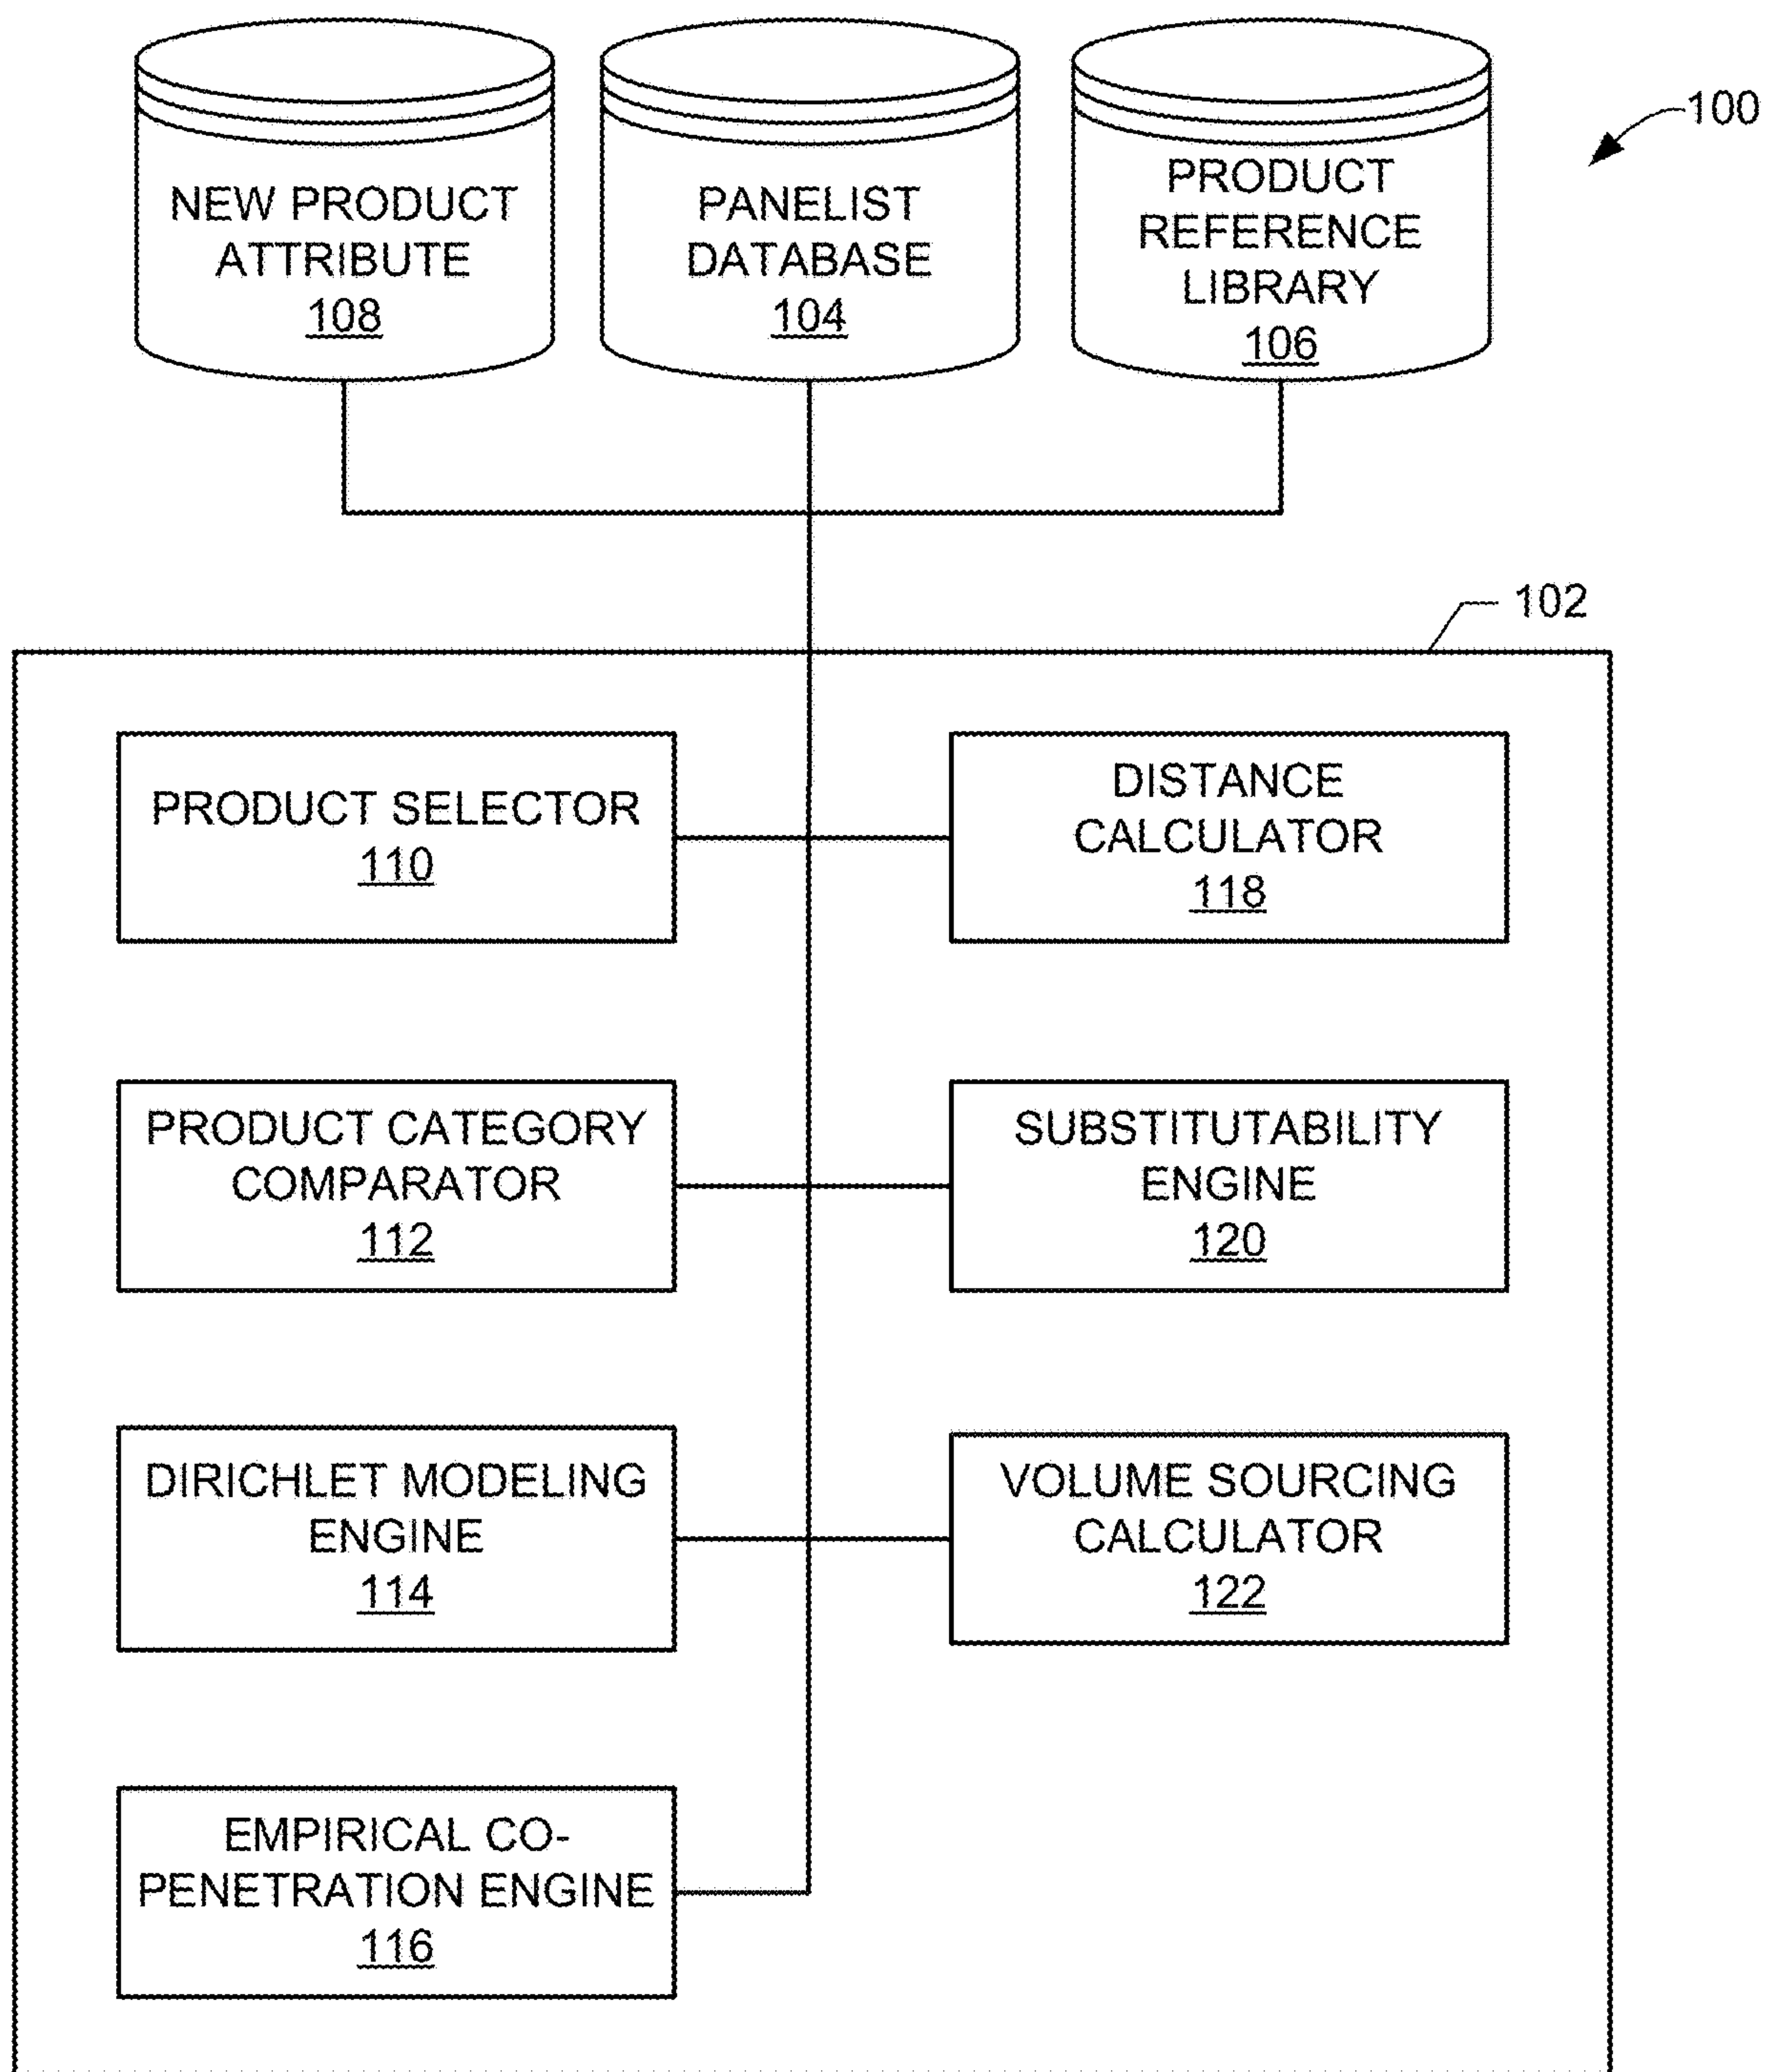 NEW PRODUCT
ATTRIBUTE
108
PANELIST
DATABASE
104
PRODUCT
REFERENCE
LIBRARY
106
100
102
PRODUCT SELECTOR
110
DISTANCE
CALCULATOR
118
PRODUCT CATEGORY
COMPARATOR
112
SUBSTITUTABILITY
ENGINE
120
DIRICHLET MODELING
ENGINE
114
VOLUME SOURCING
CALCULATOR
122
EMPIRICAL CO-
PENETRATION ENGINE
116